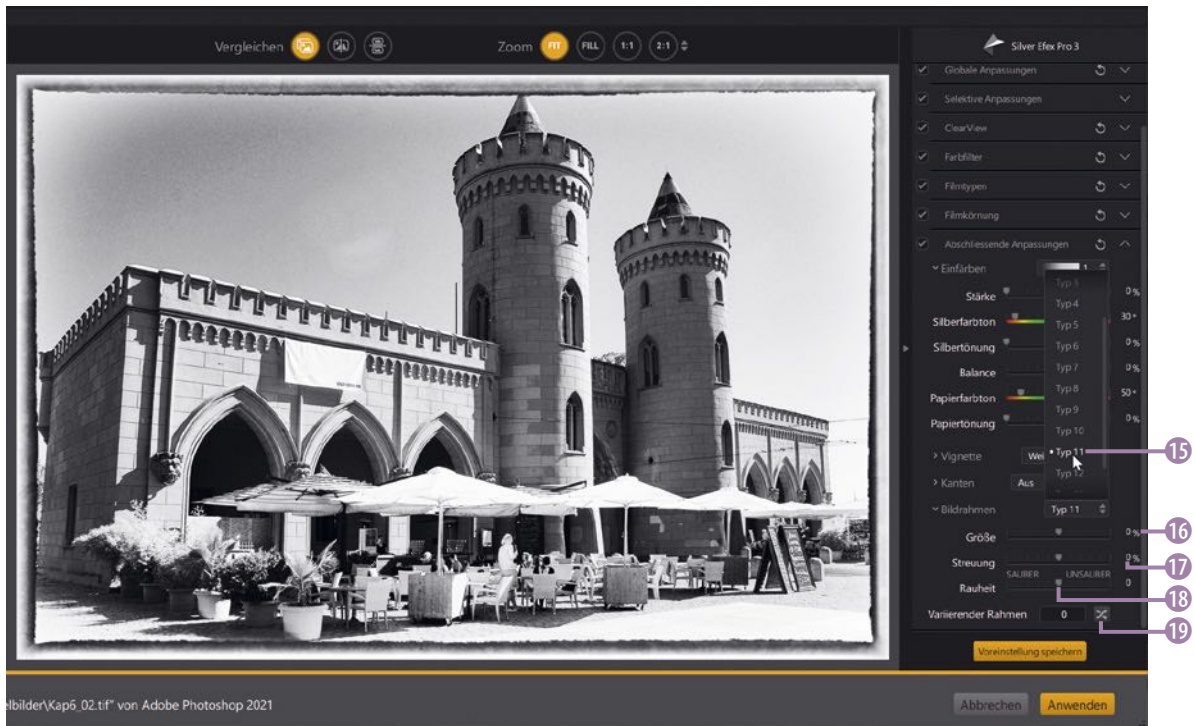 Vergleichen Zoom FIT FILL 1:1 2:1
Silver Efex Pro 3
Globale Anpassungen
Selektive Anpassungen
ClearView
Farbfilter
Filmtypen
Filmkörnung
Abschliessende Anpassungen
Einfärben 1
Typ 3
Stärke 0 %
Typ 4
Silberfarbton 30 °
Typ 5
Silbertönung 0 %
Typ 6
Balance 0 %
Typ 7
Papierfarbton 50 °
Typ 8
Typ 9
Papiertönung 0 %
Typ 10
Vignette Wei Typ 11 15
Kanten Aus Typ 12
Bildrahmen Typ 11
Größe 0 % 16
Streuung 0 % 17
SAUBER UNSAUBER
Rauheit 0 18
Variierender Rahmen 0 19
Voreinstellung speichern
elbilder\Kap6_02.tif" von Adobe Photoshop 2021
Abbrechen Anwenden